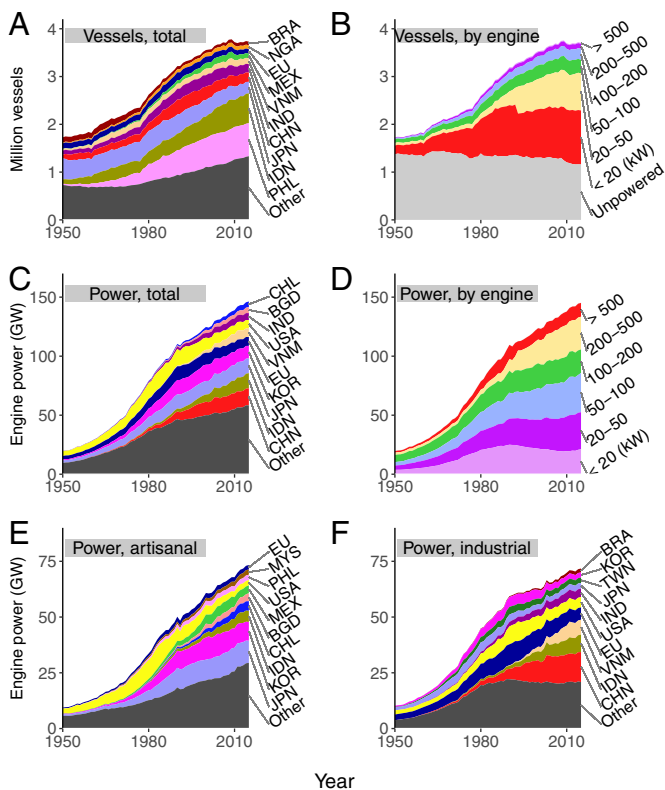 A
Vessels, total
Million vessels
4
3
2
1
0
1950
1980
2010
BRA
NGA
EU
MEX
VNM
IND
CHN
JPN
IDN
PHL
Other
B
Vessels, by engine
4
3
2
1
0
1950
1980
2010
> 500
200–500
100–200
50–100
20–50
< 20 (kW)
Unpowered
C
Power, total
Engine power (GW)
150
100
50
0
1950
1980
2010
CHL
BGD
IND
USA
VNM
EU
KOR
JPN
IDN
CHN
Other
D
Power, by engine
150
100
50
0
1950
1980
2010
> 500
200–500
100–200
50–100
20–50
< 20 (kW)
E
Power, artisanal
Engine power (GW)
75
50
25
0
1950
1980
2010
EU
MYS
PHL
USA
MEX
BGD
CHL
IDN
KOR
JPN
Other
F
Power, industrial
75
50
25
0
1950
1980
2010
BRA
KOR
TWN
JPN
IND
USA
EU
VNM
IDN
CHN
Other
Year